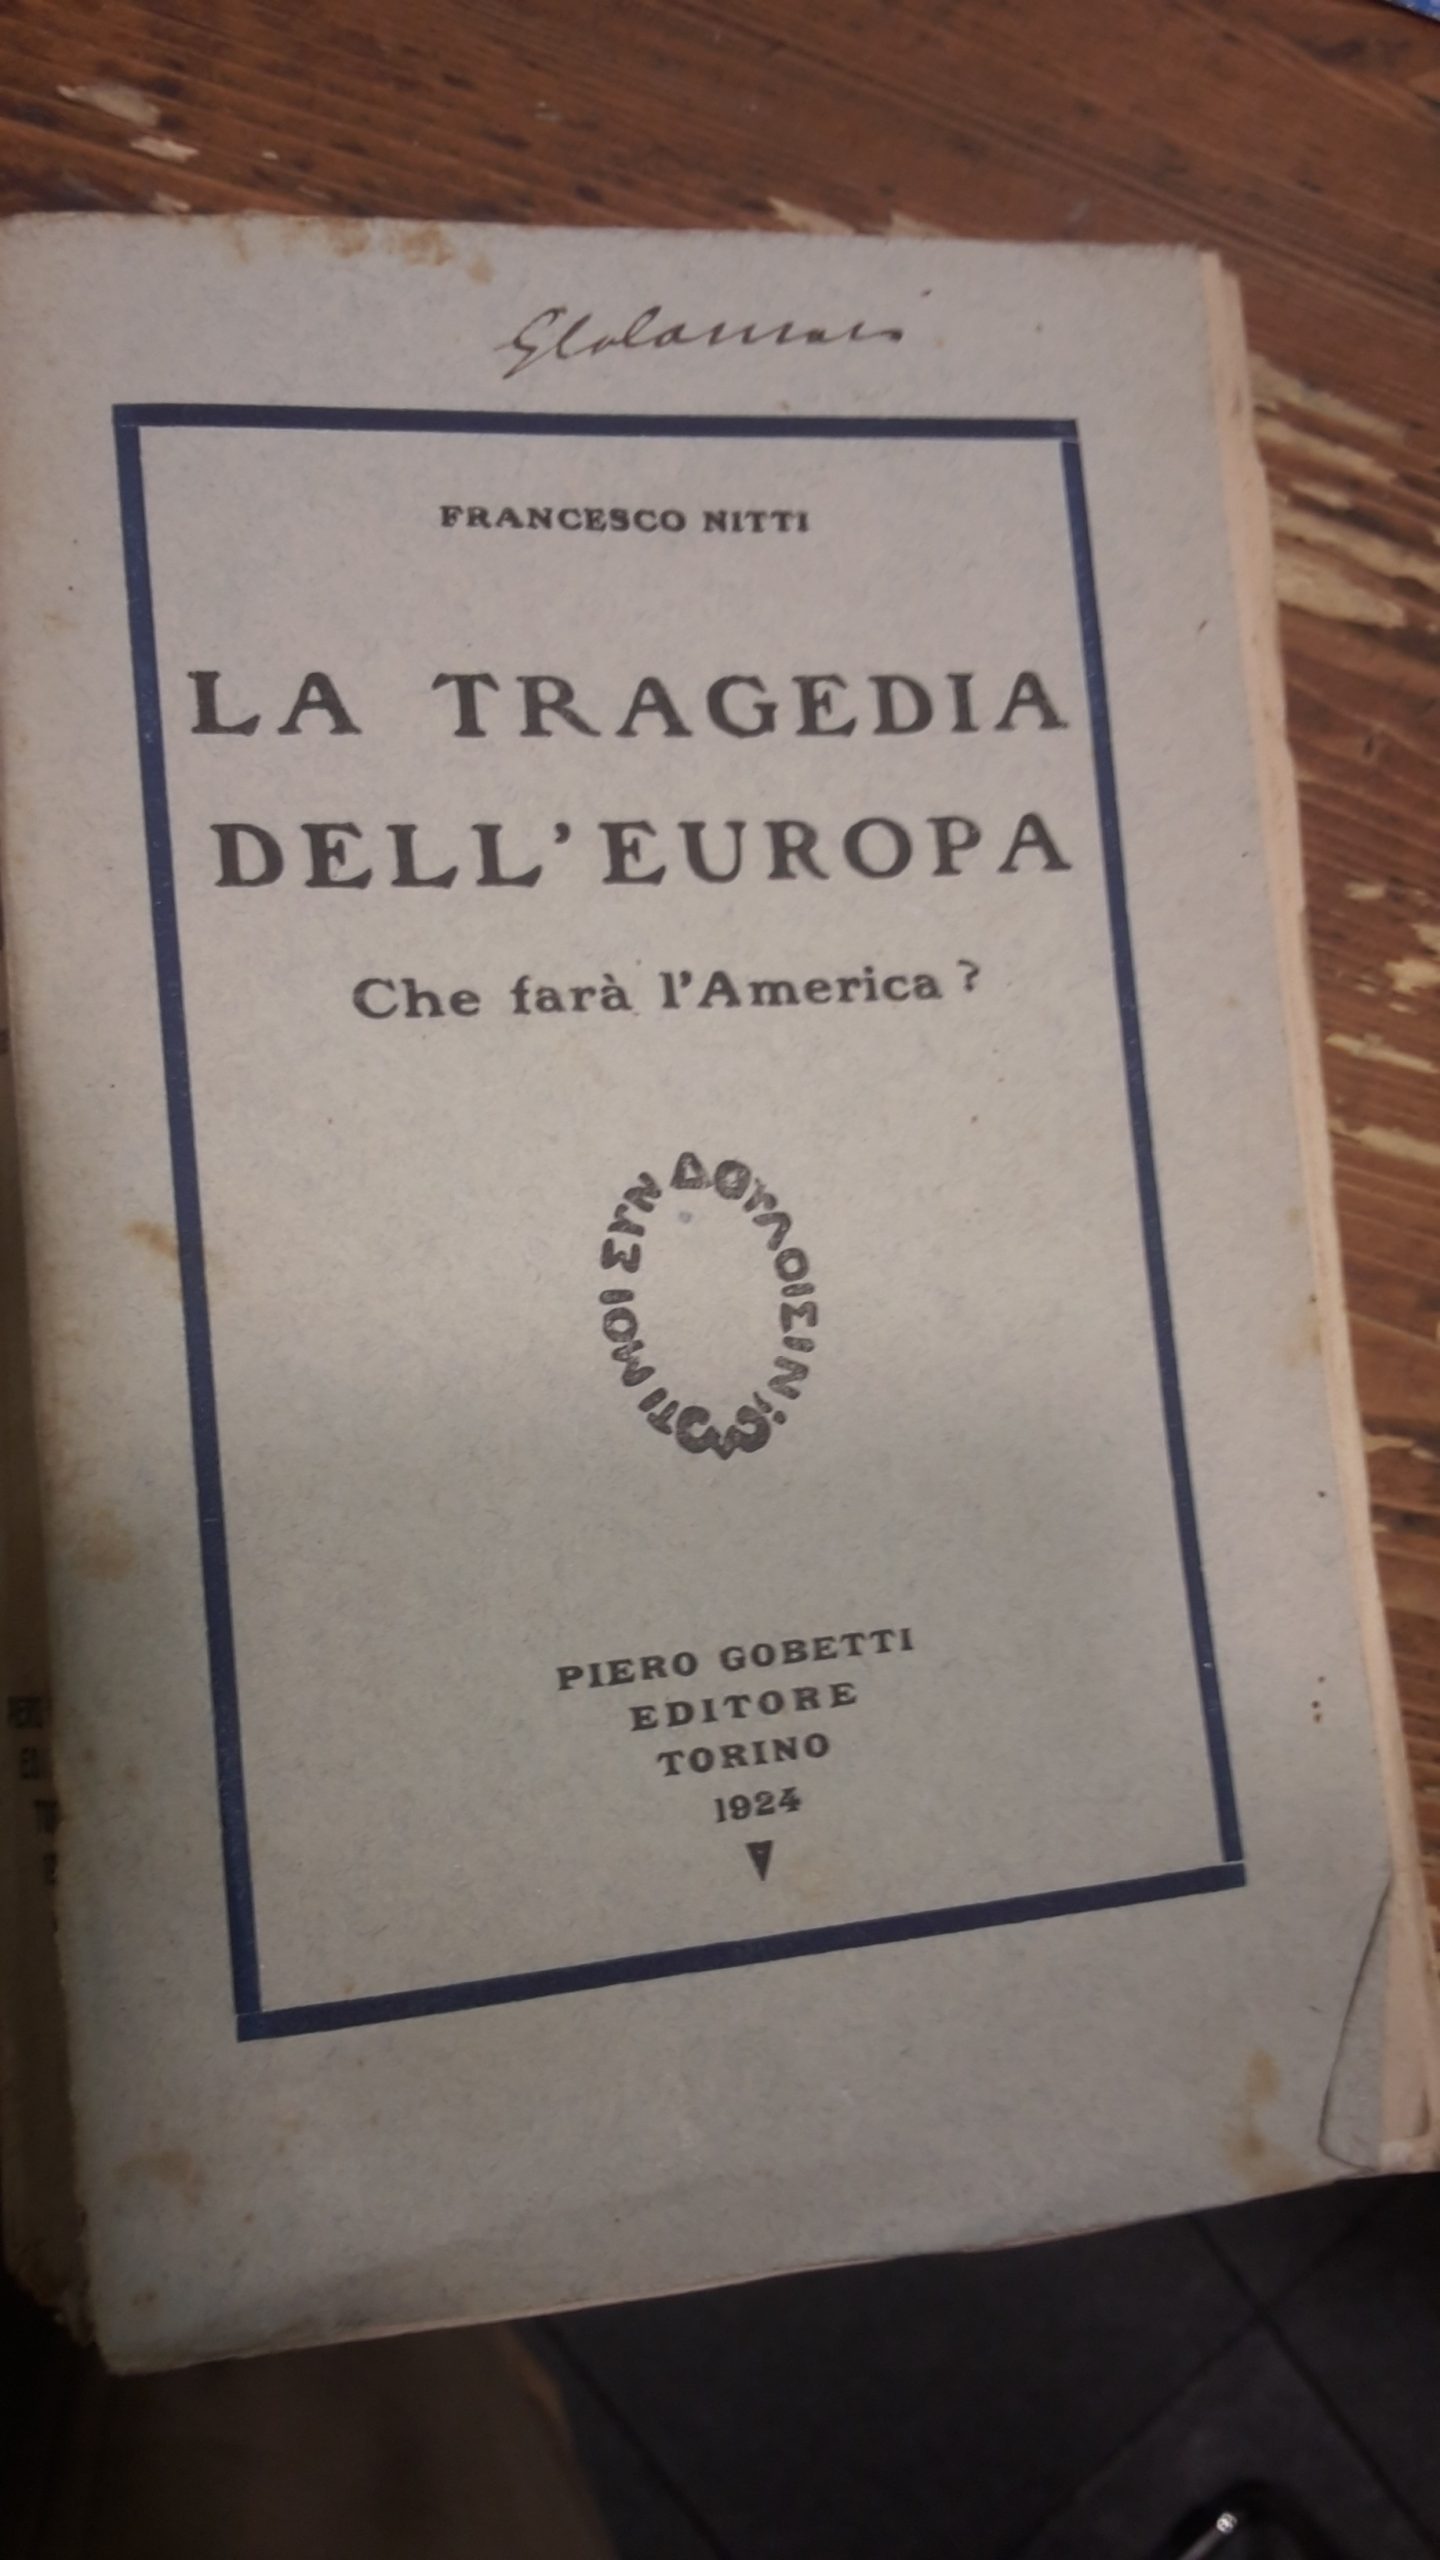 FRANCESCO NITTI
LA TRAGEDIA
DELL'EUROPA
Che farà l'America?
ΤΙ ΜΟΙ ΣΥΝ ΔΟΥΛΟΙΣΙΝ
PIERO GOBETTI
EDITORE
TORINO
1924